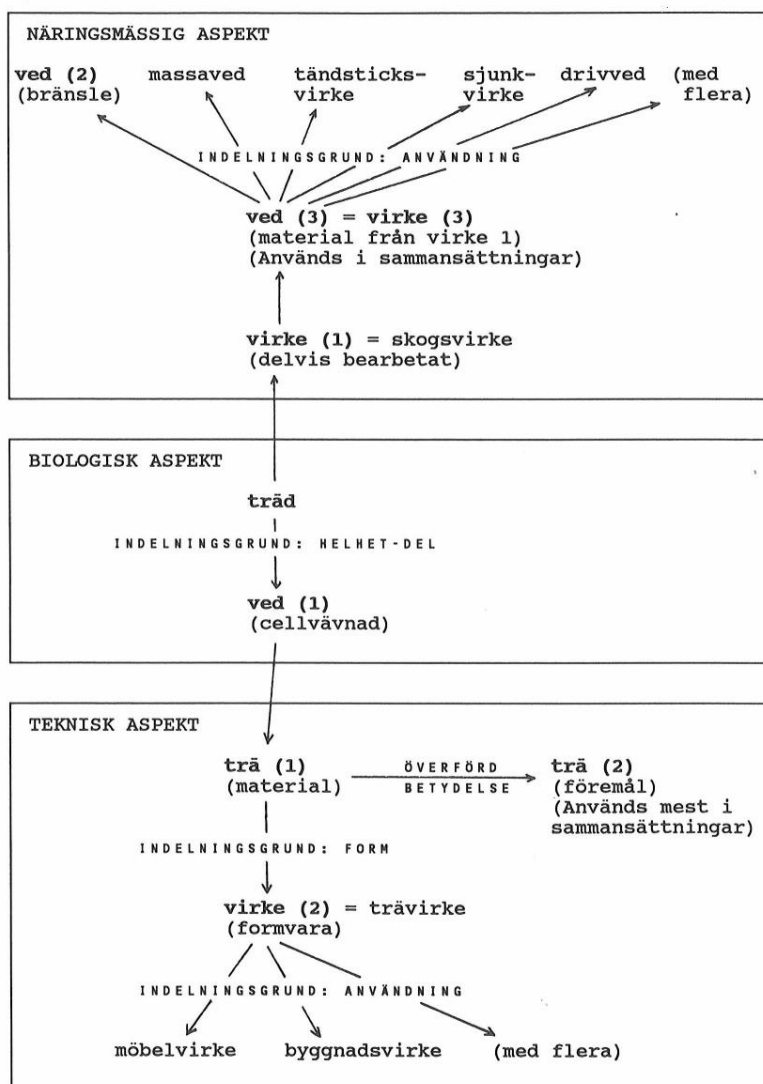 NÄRINGSMÄSSIG ASPEKT
ved (2) massaved tändsticks- sjunk- drivved (med
(bränsle) virke virke flera)
INDELNINGSGRUND: ANVÄNDNING
ved (3) = virke (3)
(material från virke 1)
(Används i sammansättningar)
virke (1) = skogsvirke
(delvis bearbetat)
BIOLOGISK ASPEKT
träd
INDELNINGSGRUND: HELHET-DEL
ved (1)
(cellvävnad)
TEKNISK ASPEKT
trä (1) ÖVERFÖRD trä (2)
(material) BETYDELSE (föremål)
(Används mest i
sammansättningar)
INDELNINGSGRUND: FORM
virke (2) = trävirke
(formvara)
INDELNINGSGRUND: ANVÄNDNING
möbelvirke byggnadsvirke (med flera)